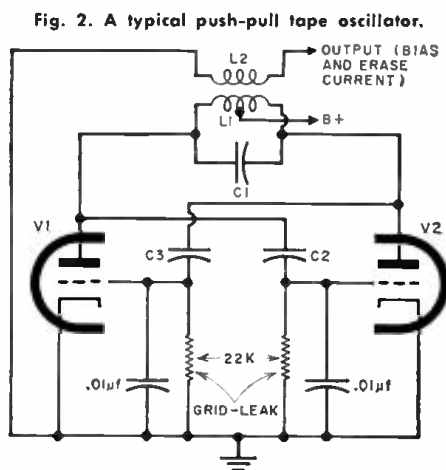 Fig. 2. A typical push-pull tape oscillator.
L2
OUTPUT (BIAS
AND ERASE
CURRENT)
L1
B+
C1
V1
V2
C3
C2
22K
.01µf
.01µf
GRID-LEAK